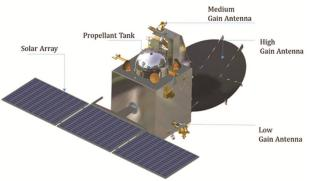 Medium
Gain Antenna
Propellant Tank
Solar Array
High
Gain Antenna
Low
Gain Antenna